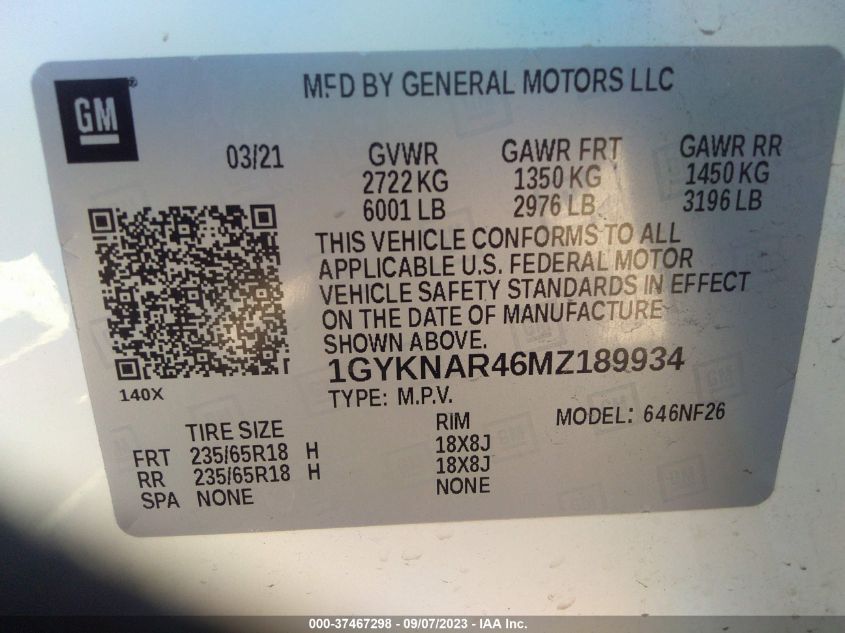 MFD BY GENERAL MOTORS LLC
GM®
03/21
GVWR GAWR FRT GAWR RR
2722 KG 1350 KG 1450 KG
6001 LB 2976 LB 3196 LB
THIS VEHICLE CONFORMS TO ALL
APPLICABLE U.S. FEDERAL MOTOR
VEHICLE SAFETY STANDARDS IN EFFECT
ON THE DATE OF MANUFACTURE
SHOWN ABOVE.
1GYKNAR46MZ189934
140X
TYPE: M.P.V.
MODEL: 646NF26
TIRE SIZE RIM
FRT 235/65R18 H 18X8J
RR 235/65R18 H 18X8J
SPA NONE NONE
000-37467298 - 09/07/2023 - IAA Inc.